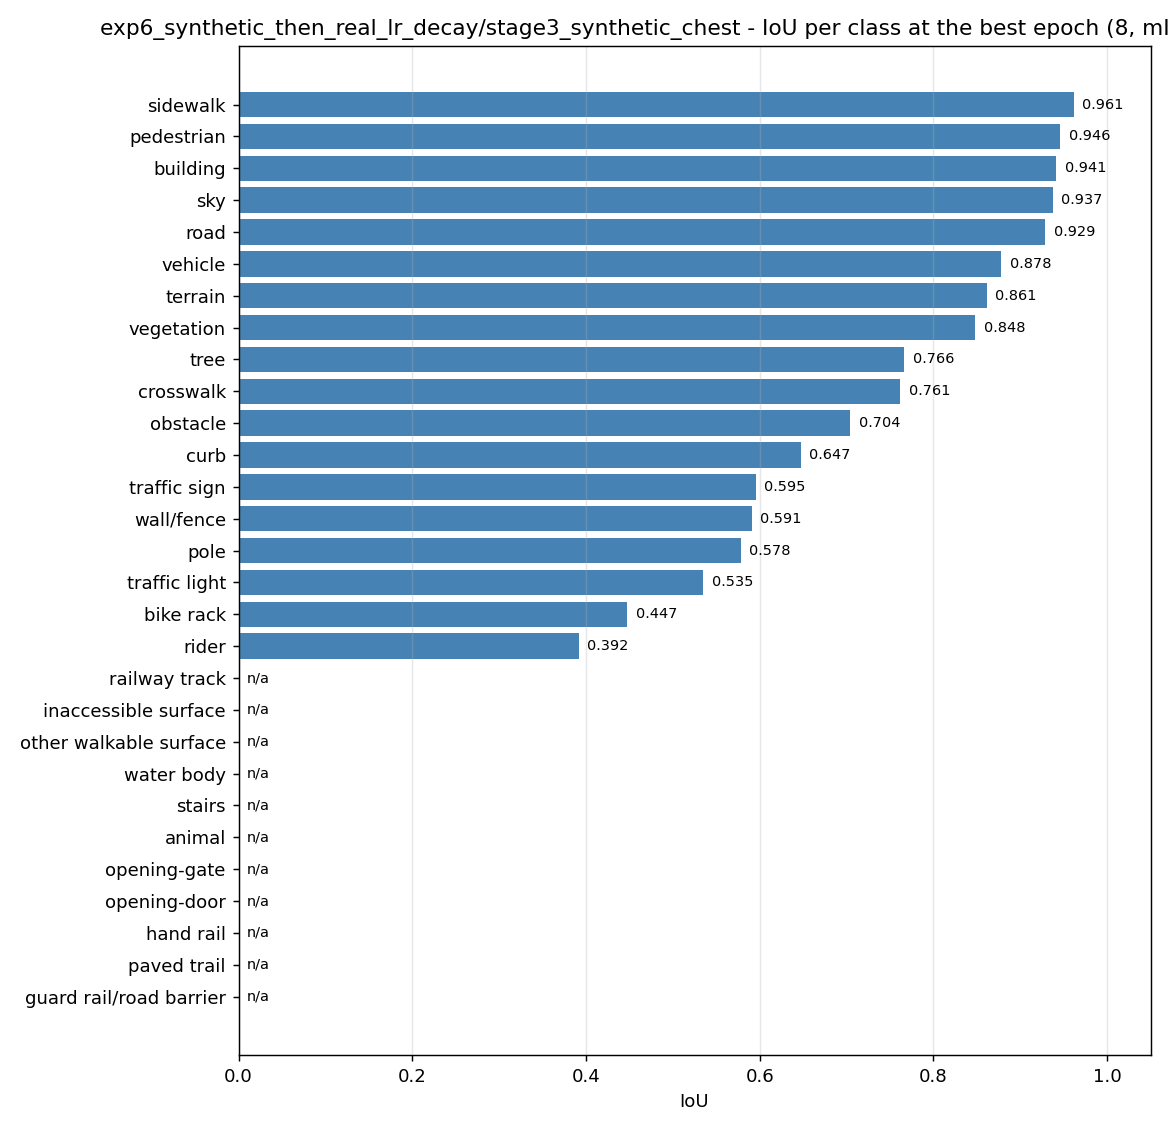 exp6_synthetic_then_real_lr_decay/stage3_synthetic_chest - IoU per class at the best epoch (8, mI
sidewalk 0.961
pedestrian 0.946
building 0.941
sky 0.937
road 0.929
vehicle 0.878
terrain 0.861
vegetation 0.848
tree 0.766
crosswalk 0.761
obstacle 0.704
curb 0.647
traffic sign 0.595
wall/fence 0.591
pole 0.578
traffic light 0.535
bike rack 0.447
rider 0.392
railway track n/a
inaccessible surface n/a
other walkable surface n/a
water body n/a
stairs n/a
animal n/a
opening-gate n/a
opening-door n/a
hand rail n/a
paved trail n/a
guard rail/road barrier n/a
0.0 0.2 0.4 0.6 0.8 1.0
IoU